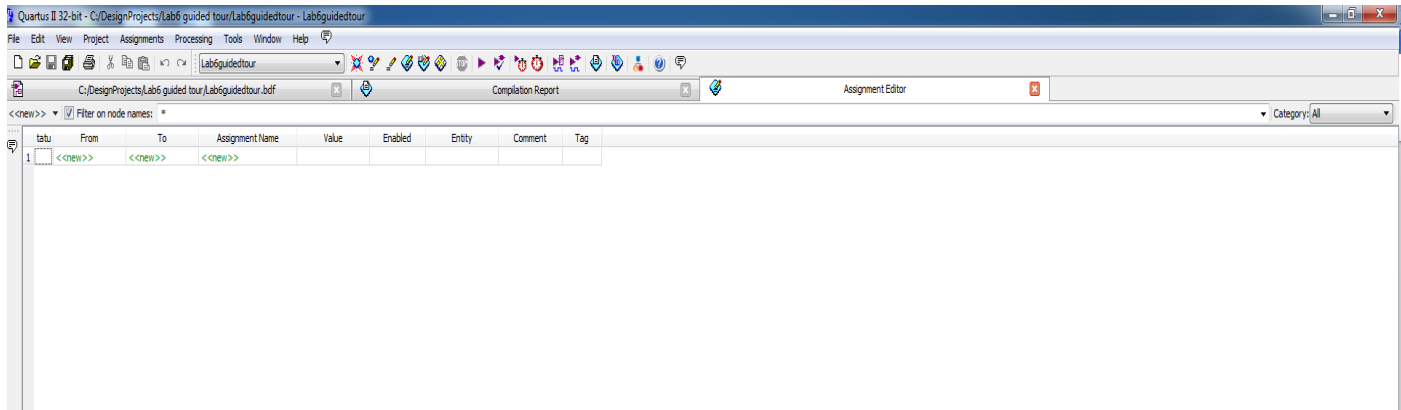 Quartus II 32-bit - C:/DesignProjects/Lab6 guided tour/Lab6guidedtour - Lab6guidedtour
File Edit View Project Assignments Processing Tools Window Help
Lab6guidedtour
C:/DesignProjects/Lab6 guided tour/Lab6guidedtour.bdf Compilation Report Assignment Editor
<<new>> Filter on node names: * Category: All
tatu From To Assignment Name Value Enabled Entity Comment Tag
1 <<new>> <<new>> <<new>>